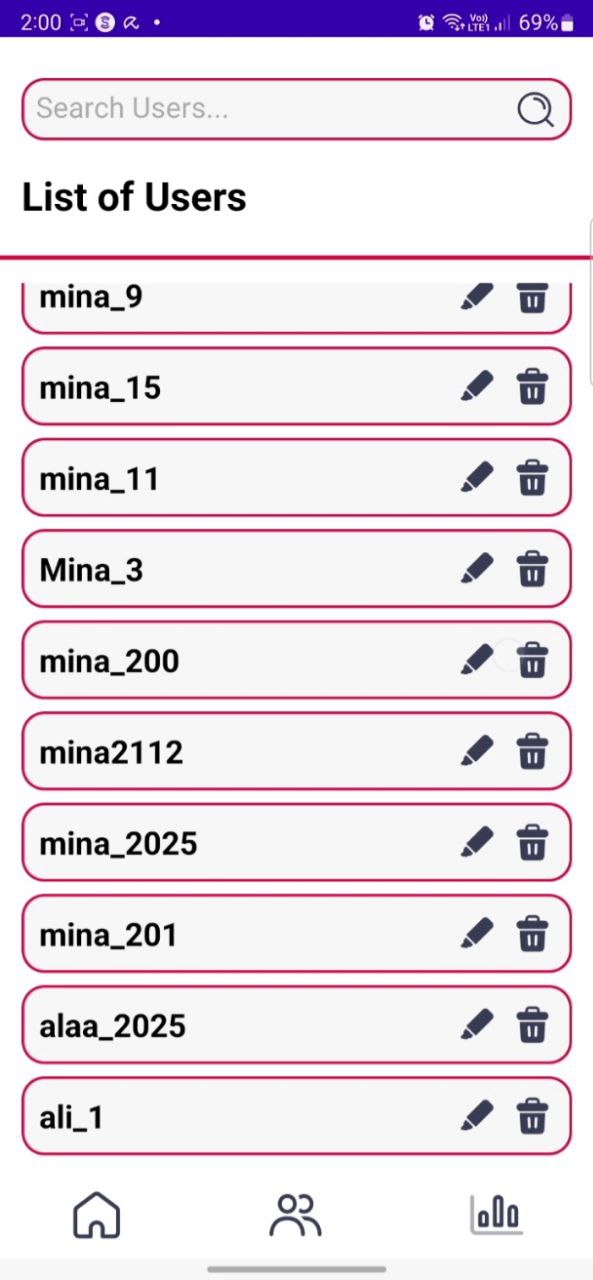 2:00
Vo))
LTE1
69%
Search Users...
List of Users
mina_9
mina_15
mina_11
Mina_3
mina_200
mina2112
mina_2025
mina_201
alaa_2025
ali_1